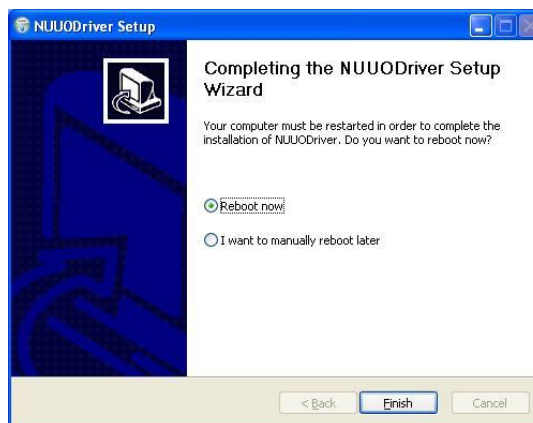 NUUODriver Setup
Completing the NUUODriver Setup
Wizard
Your computer must be restarted in order to complete the
installation of NUUODriver. Do you want to reboot now?
Reboot now
I want to manually reboot later
< Back
Finish
Cancel